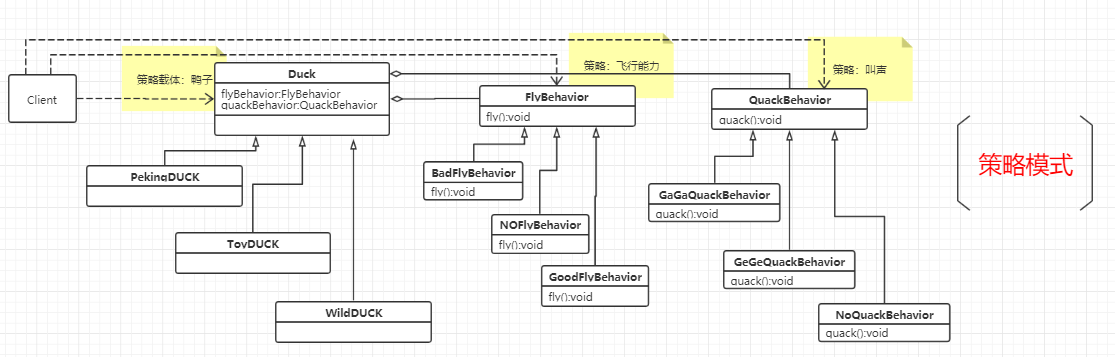 Client
策略载体：鸭子
Duck
flyBehavior:FlyBehavior
quackBehavior:QuackBehavior
PekingDUCK
ToyDUCK
WildDUCK
策略：飞行能力
FlyBehavior
fly():void
BadFlyBehavior
fly():void
NOFlyBehavior
fly():void
GoodFlyBehavior
fly():void
策略：叫声
QuackBehavior
quack():void
GaGaQuackBehavior
quack():void
GeGeQuackBehavior
quack():void
NoQuackBehavior
quack():void
策略模式